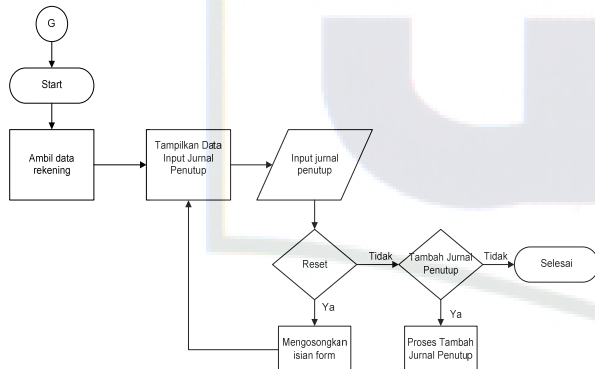 G
Start
Ambil data
rekening
Tampilkan Data
Input Jurnal
Penutup
Input jurnal
penutup
Reset
Tidak
Tambah Jurnal
Penutup
Tidak
Selesai
Ya
Ya
Mengosongkan
isian form
Proses Tambah
Jurnal Penutup